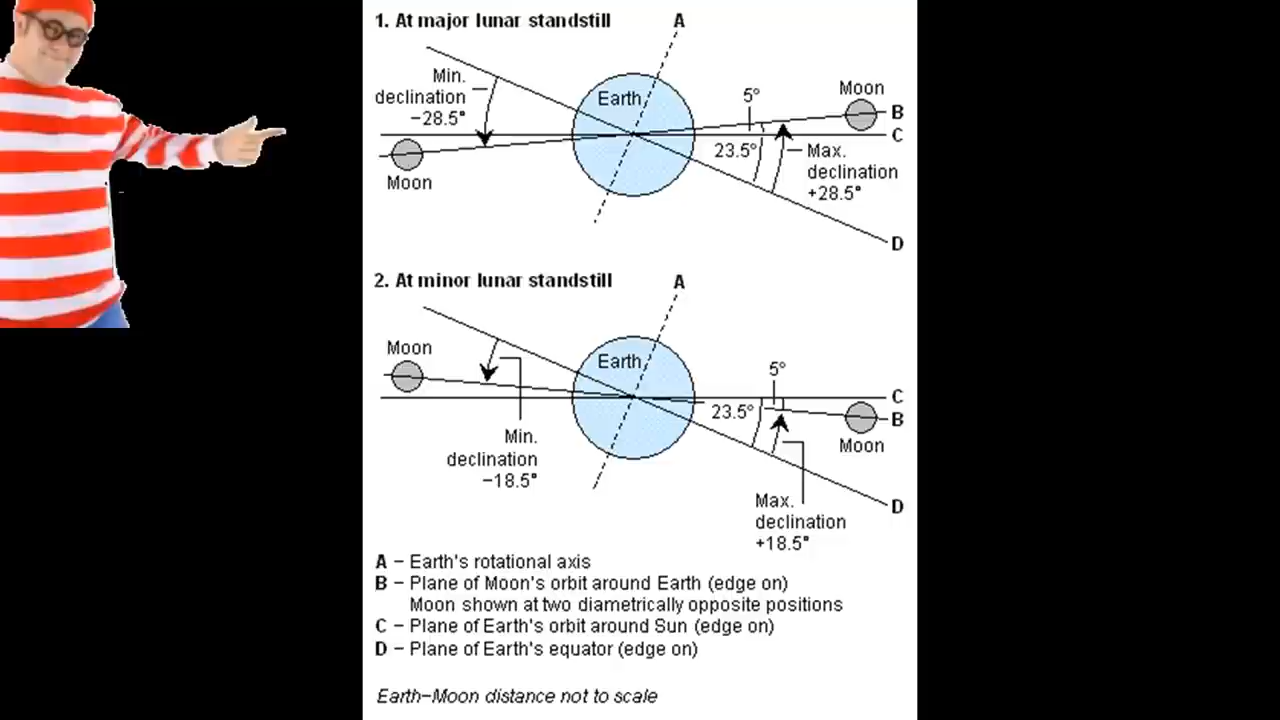 1. At major lunar standstill
A
Min.
declination
−28.5°
Earth
5°
Moon
B
C
23.5°
Max.
declination
+28.5°
Moon
D
2. At minor lunar standstill
A
Moon
Earth
5°
C
23.5°
B
Moon
Min.
declination
−18.5°
Max.
declination
+18.5°
D
A − Earth's rotational axis
B − Plane of Moon's orbit around Earth (edge on)
Moon shown at two diametrically opposite positions
C − Plane of Earth's orbit around Sun (edge on)
D − Plane of Earth's equator (edge on)
Earth−Moon distance not to scale